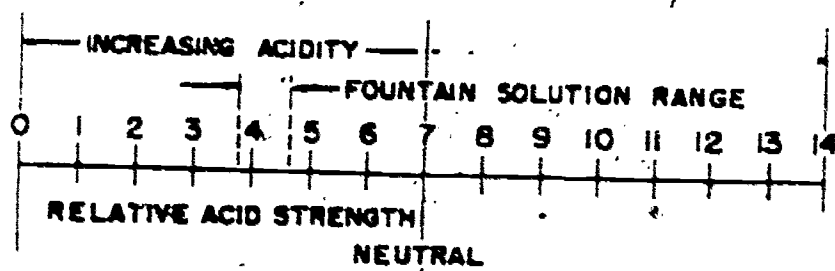 INCREASING ACIDITY
FOUNTAIN SOLUTION RANGE
0 1 2 3 4 5 6 7 8 9 10 11 12 13 14
RELATIVE ACID STRENGTH
NEUTRAL